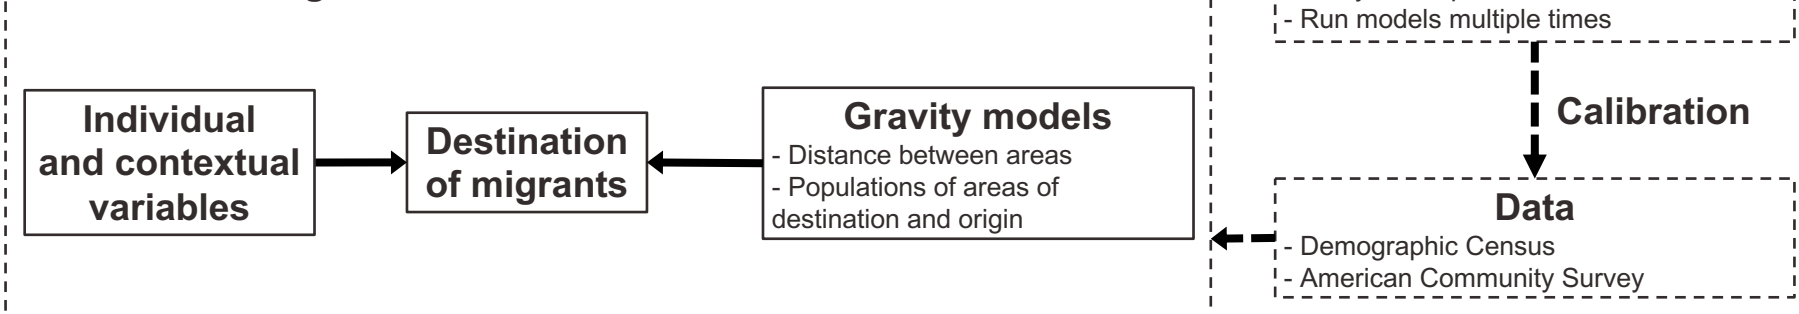 - Run models multiple times
Individual
and contextual
variables
Destination
of migrants
Gravity models
- Distance between areas
- Populations of areas of
destination and origin
Calibration
Data
- Demographic Census
- American Community Survey